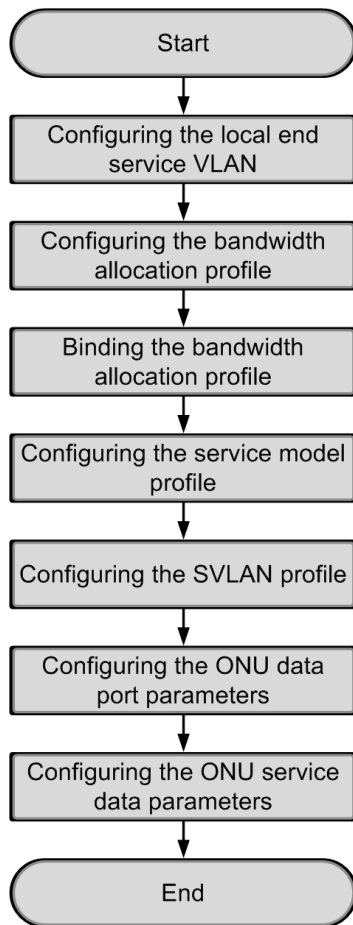 Start
Configuring the local end
service VLAN
Configuring the bandwidth
allocation profile
Binding the bandwidth
allocation profile
Configuring the service model
profile
Configuring the SVLAN profile
Configuring the ONU data
port parameters
Configuring the ONU service
data parameters
End